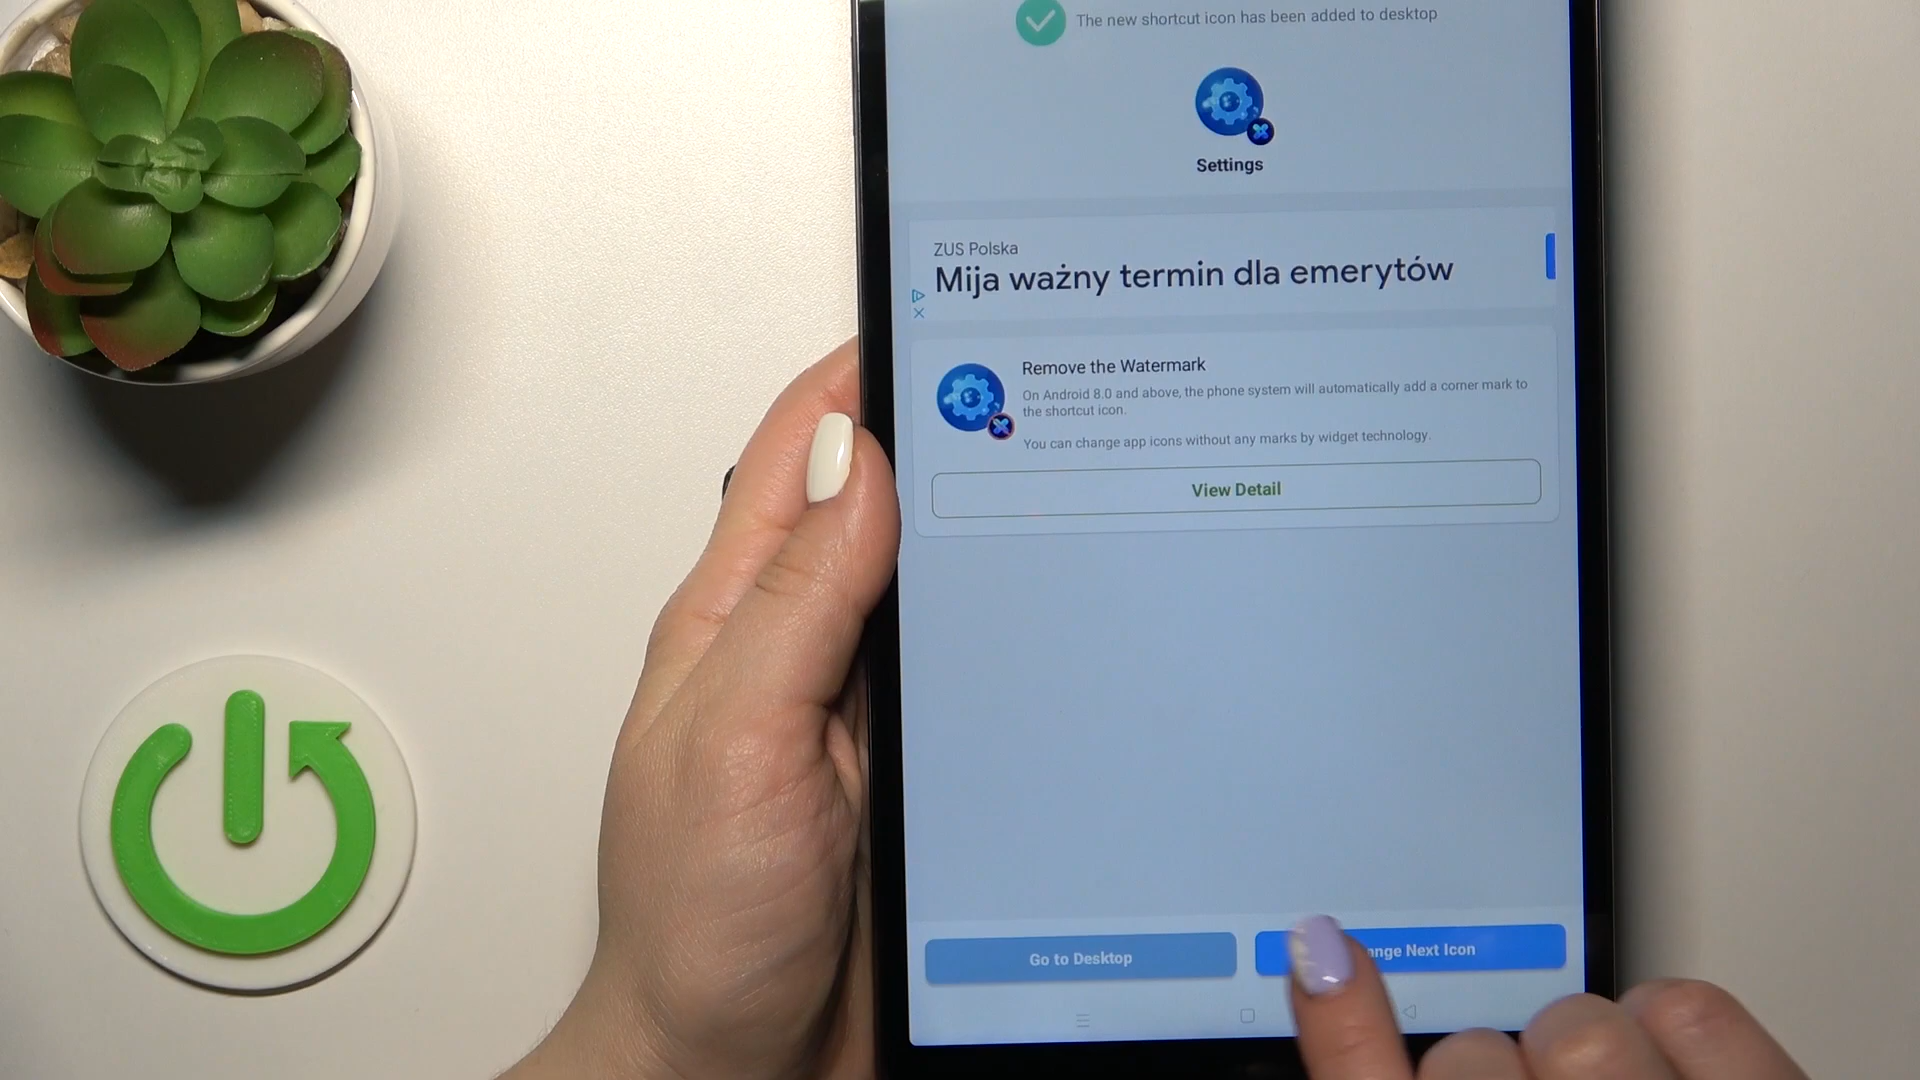 The new shortcut icon has been added to desktop
Settings
ZUS Polska
Mija ważny termin dla emerytów
Remove the Watermark
On Android 8.0 and above, the phone system will automatically add a corner mark to
the shortcut icon.
You can change app icons without any marks by widget technology.
View Detail
Go to Desktop
Next Icon